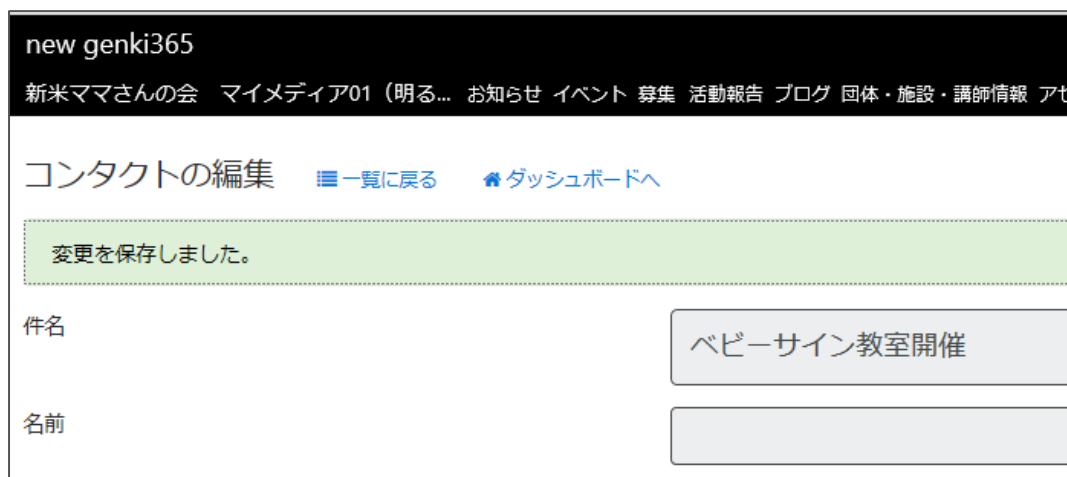 new genki365
新米ママさんの会 マイメディア01（明る... お知らせ イベント 募集 活動報告 ブログ 団体・施設・講師情報
コンタクトの編集 一覧に戻る ダッシュボードへ
変更を保存しました。
件名 ベビーサイン教室開催
名前